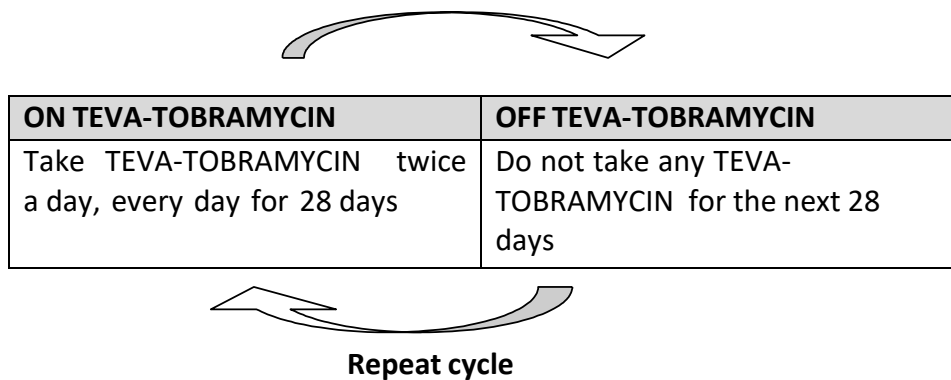 ON TEVA-TOBRAMYCIN
OFF TEVA-TOBRAMYCIN
Take TEVA-TOBRAMYCIN twice
a day, every day for 28 days
Do not take any TEVA-
TOBRAMYCIN for the next 28
days
Repeat cycle